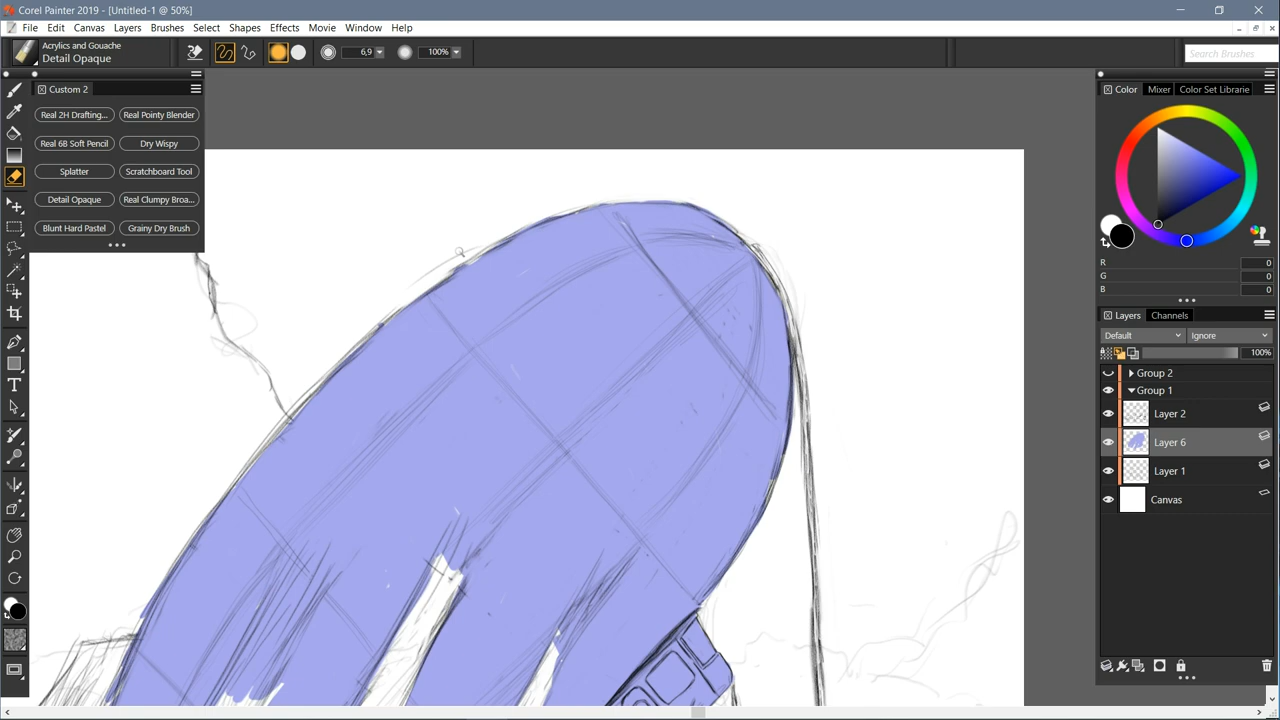 Corel Painter 2019 - [Untitled-1 @ 50%]
File Edit Canvas Layers Brushes Select Shapes Effects Movie Window Help
Acrylics and Gouache
Detail Opaque
6,9
100%
Search Brushes
Custom 2
Real 2H Drafting... Real Pointy Blender
Real 6B Soft Pencil Dry Wispy
Splatter Scratchboard Tool
Detail Opaque Real Clumpy Broa...
Blunt Hard Pastel Grainy Dry Brush
Color Mixer Color Set Librarie
R 0
G 0
B 0
Layers Channels
Default Ignore
100%
Group 2
Group 1
Layer 2
Layer 6
Layer 1
Canvas